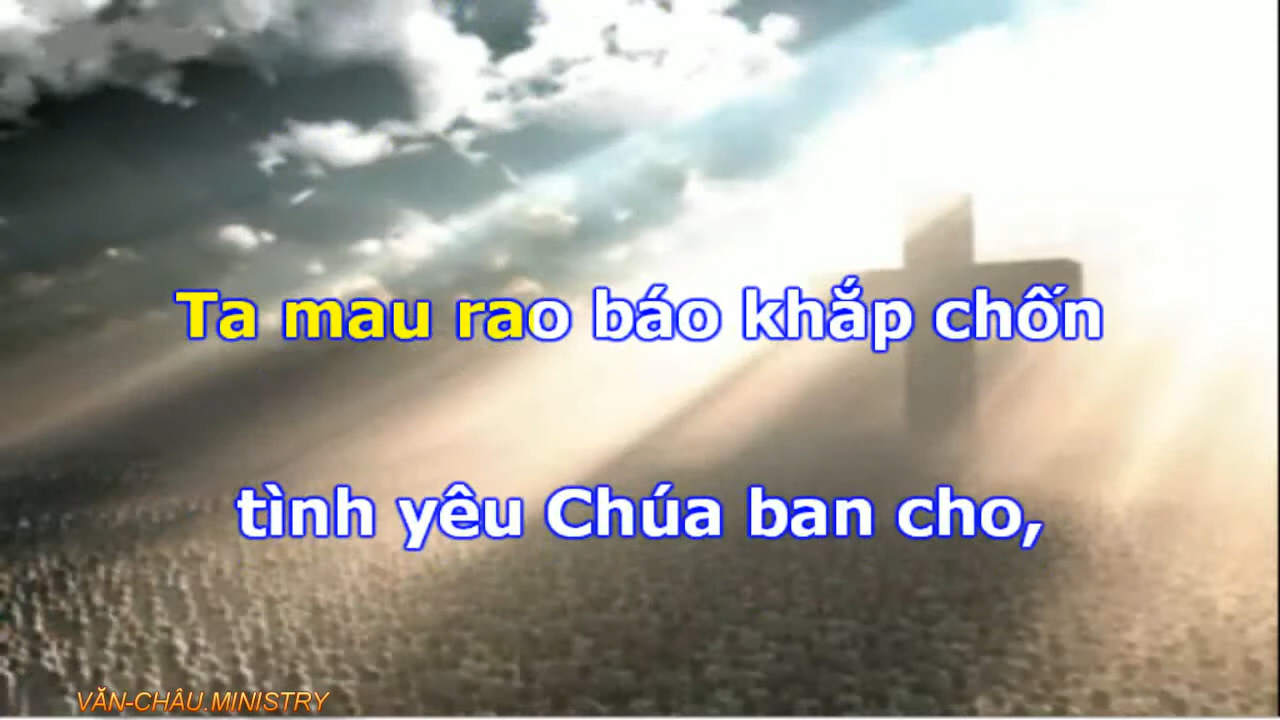 Ta mau rao báo khắp chốn
tình yêu Chúa ban cho,
VĂN-CHÂU.MINISTRY